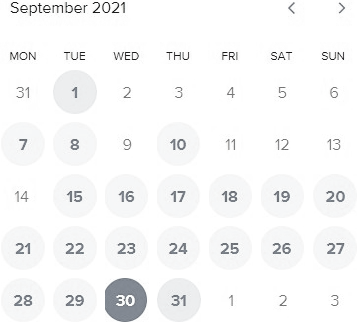 September 2021
MON TUE WED THU FRI SAT SUN
31 1 2 3 4 5 6
7 8 9 10 11 12 13
14 15 16 17 18 19 20
21 22 23 24 25 26 27
28 29 30 31 1 2 3